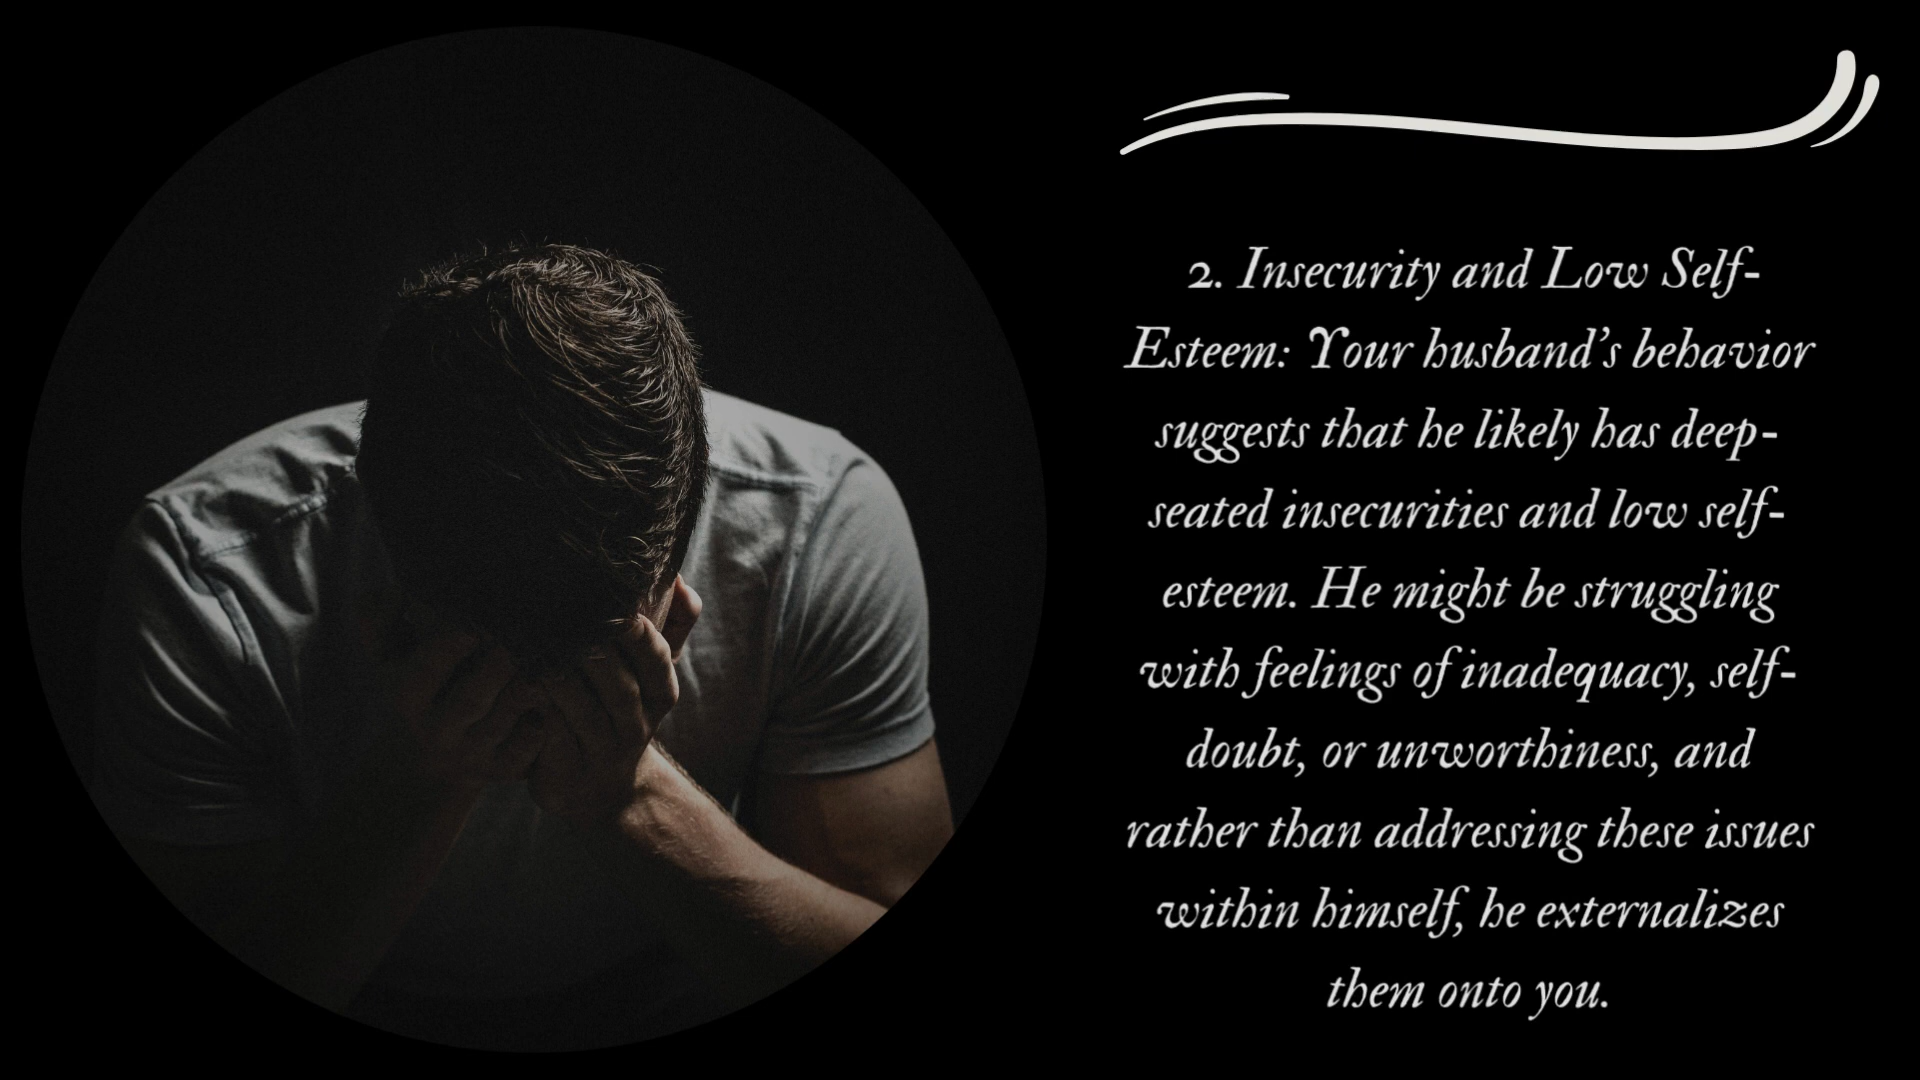 2. Insecurity and Low Self-
Esteem: Your husband's behavior
suggests that he likely has deep-
seated insecurities and low self-
esteem. He might be struggling
with feelings of inadequacy, self-
doubt, or unworthiness, and
rather than addressing these issues
within himself, he externalizes
them onto you.